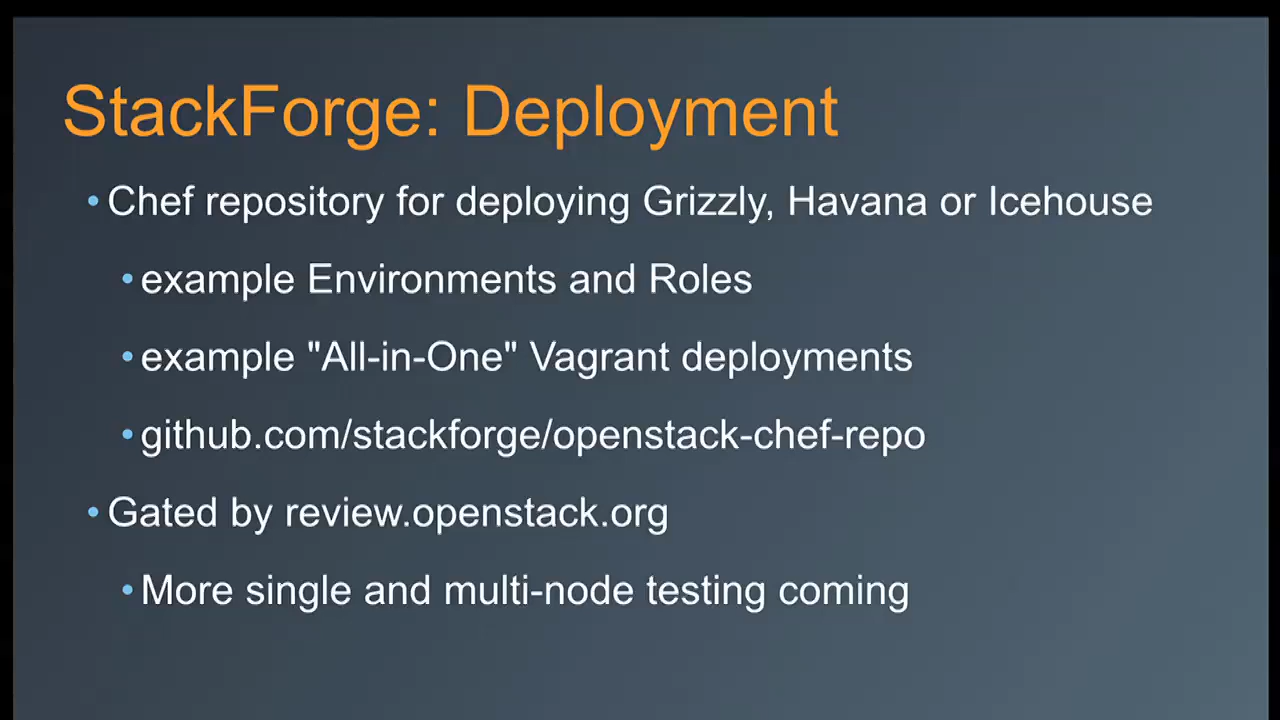 StackForge: Deployment
• Chef repository for deploying Grizzly, Havana or Icehouse
• example Environments and Roles
• example "All-in-One" Vagrant deployments
• github.com/stackforge/openstack-chef-repo
• Gated by review.openstack.org
• More single and multi-node testing coming